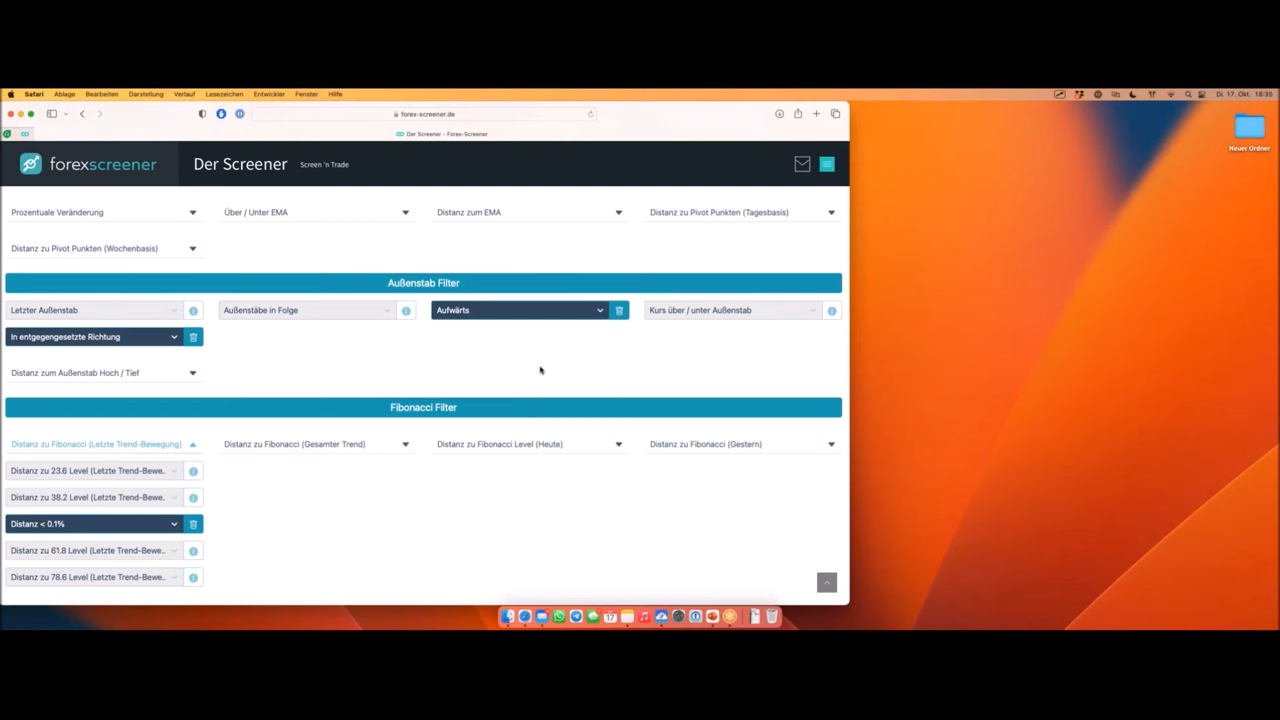 Safari Ablage Bearbeiten Darstellung Verlauf Lesezeichen Entwickler Fenster Hilfe
Di. 17. Okt. 18:35
forex-screener.de
Der Screener - Forex-Screener
Neuer Ordner
forexscreener Der Screener Screen 'n Trade
Prozentuale Veränderung Über / Unter EMA Distanz zum EMA Distanz zu Pivot Punkten (Tagesbasis)
Distanz zu Pivot Punkten (Wochenbasis)
Außenstab Filter
Letzter Außenstab Außenstäbe in Folge Aufwärts Kurs über / unter Außenstab
In entgegengesetzte Richtung
Distanz zum Außenstab Hoch / Tief
Fibonacci Filter
Distanz zu Fibonacci (Letzte Trend-Bewegung) Distanz zu Fibonacci (Gesamter Trend) Distanz zu Fibonacci Level (Heute) Distanz zu Fibonacci (Gestern)
Distanz zu 23.6 Level (Letzte Trend-Bewe..
Distanz zu 38.2 Level (Letzte Trend-Bewe..
Distanz < 0.1%
Distanz zu 61.8 Level (Letzte Trend-Bewe..
Distanz zu 78.6 Level (Letzte Trend-Bewe..
17